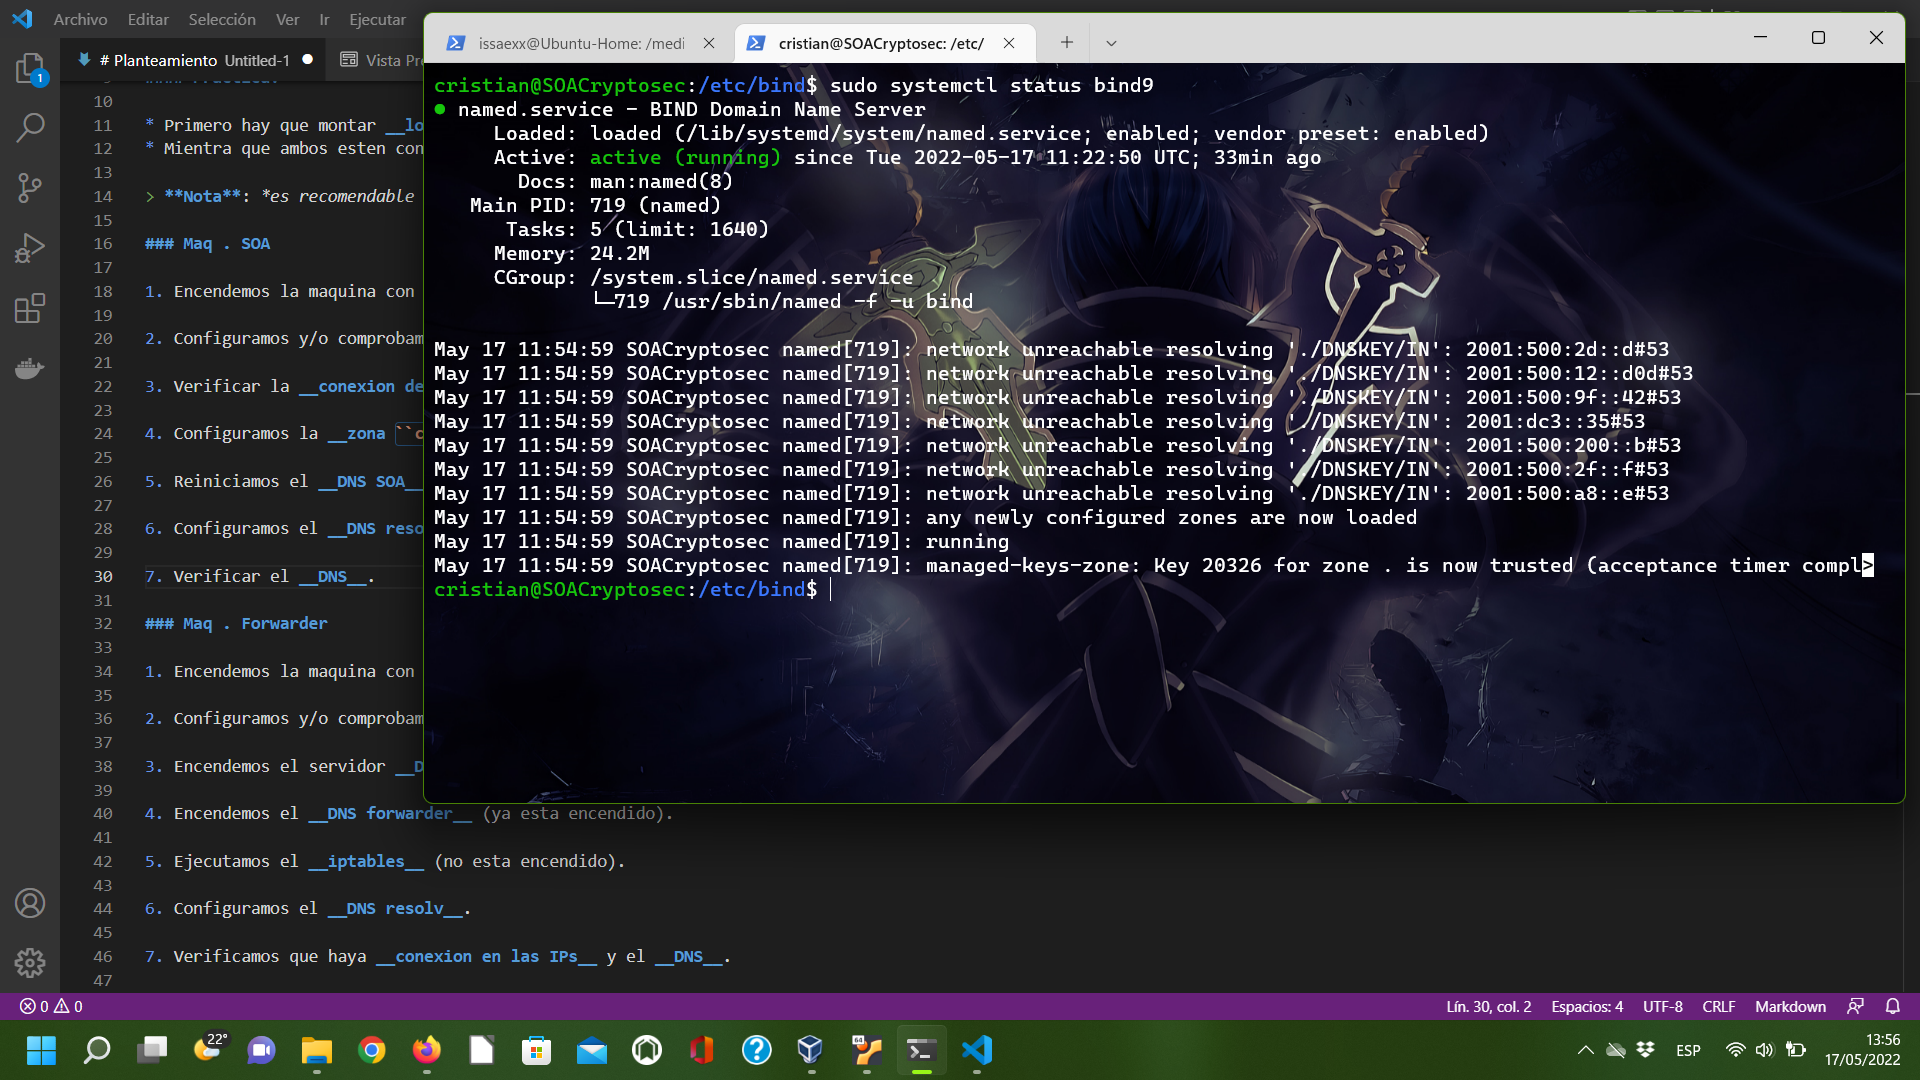 Archivo Editar Selección Ver Ir Ejecutar
# Planteamiento Untitled-1
Vista Pr
issaexx@Ubuntu-Home: /medi
cristian@SOACryptosec: /etc/
1
10
11 * Primero hay que montar __lo
12 * Mientra que ambos esten con
13
14 > **Nota**: *es recomendable
15
16 ### Maq . SOA
17
18 1. Encendemos la maquina con
19
20 2. Configuramos y/o comprobam
21
22 3. Verificar la __conexion de
23
24 4. Configuramos la __zona ``c
25
26 5. Reiniciamos el __DNS SOA__
27
28 6. Configuramos el __DNS reso
29
30 7. Verificar el __DNS__.
31
32 ### Maq . Forwarder
33
34 1. Encendemos la maquina con
35
36 2. Configuramos y/o comprobam
37
38 3. Encendemos el servidor __D
39
40 4. Encendemos el __DNS forwarder__ (ya esta encendido).
41
42 5. Ejecutamos el __iptables__ (no esta encendido).
43
44 6. Configuramos el __DNS resolv__.
45
46 7. Verificamos que haya __conexion en las IPs__ y el __DNS__.
47
cristian@SOACryptosec:/etc/bind$ sudo systemctl status bind9
● named.service - BIND Domain Name Server
Loaded: loaded (/lib/systemd/system/named.service; enabled; vendor preset: enabled)
Active: active (running) since Tue 2022-05-17 11:22:50 UTC; 33min ago
Docs: man:named(8)
Main PID: 719 (named)
Tasks: 5 (limit: 1640)
Memory: 24.2M
CGroup: /system.slice/named.service
└─719 /usr/sbin/named -f -u bind
May 17 11:54:59 SOACryptosec named[719]: network unreachable resolving './DNSKEY/IN': 2001:500:2d::d#53
May 17 11:54:59 SOACryptosec named[719]: network unreachable resolving './DNSKEY/IN': 2001:500:12::d0d#53
May 17 11:54:59 SOACryptosec named[719]: network unreachable resolving './DNSKEY/IN': 2001:500:9f::42#53
May 17 11:54:59 SOACryptosec named[719]: network unreachable resolving './DNSKEY/IN': 2001:dc3::35#53
May 17 11:54:59 SOACryptosec named[719]: network unreachable resolving './DNSKEY/IN': 2001:500:200::b#53
May 17 11:54:59 SOACryptosec named[719]: network unreachable resolving './DNSKEY/IN': 2001:500:2f::f#53
May 17 11:54:59 SOACryptosec named[719]: network unreachable resolving './DNSKEY/IN': 2001:500:a8::e#53
May 17 11:54:59 SOACryptosec named[719]: any newly configured zones are now loaded
May 17 11:54:59 SOACryptosec named[719]: running
May 17 11:54:59 SOACryptosec named[719]: managed-keys-zone: Key 20326 for zone . is now trusted (acceptance timer compl>
cristian@SOACryptosec:/etc/bind$
0 0
Lín. 30, col. 2 Espacios: 4 UTF-8 CRLF Markdown
22°
64
ESP
13:56
17/05/2022